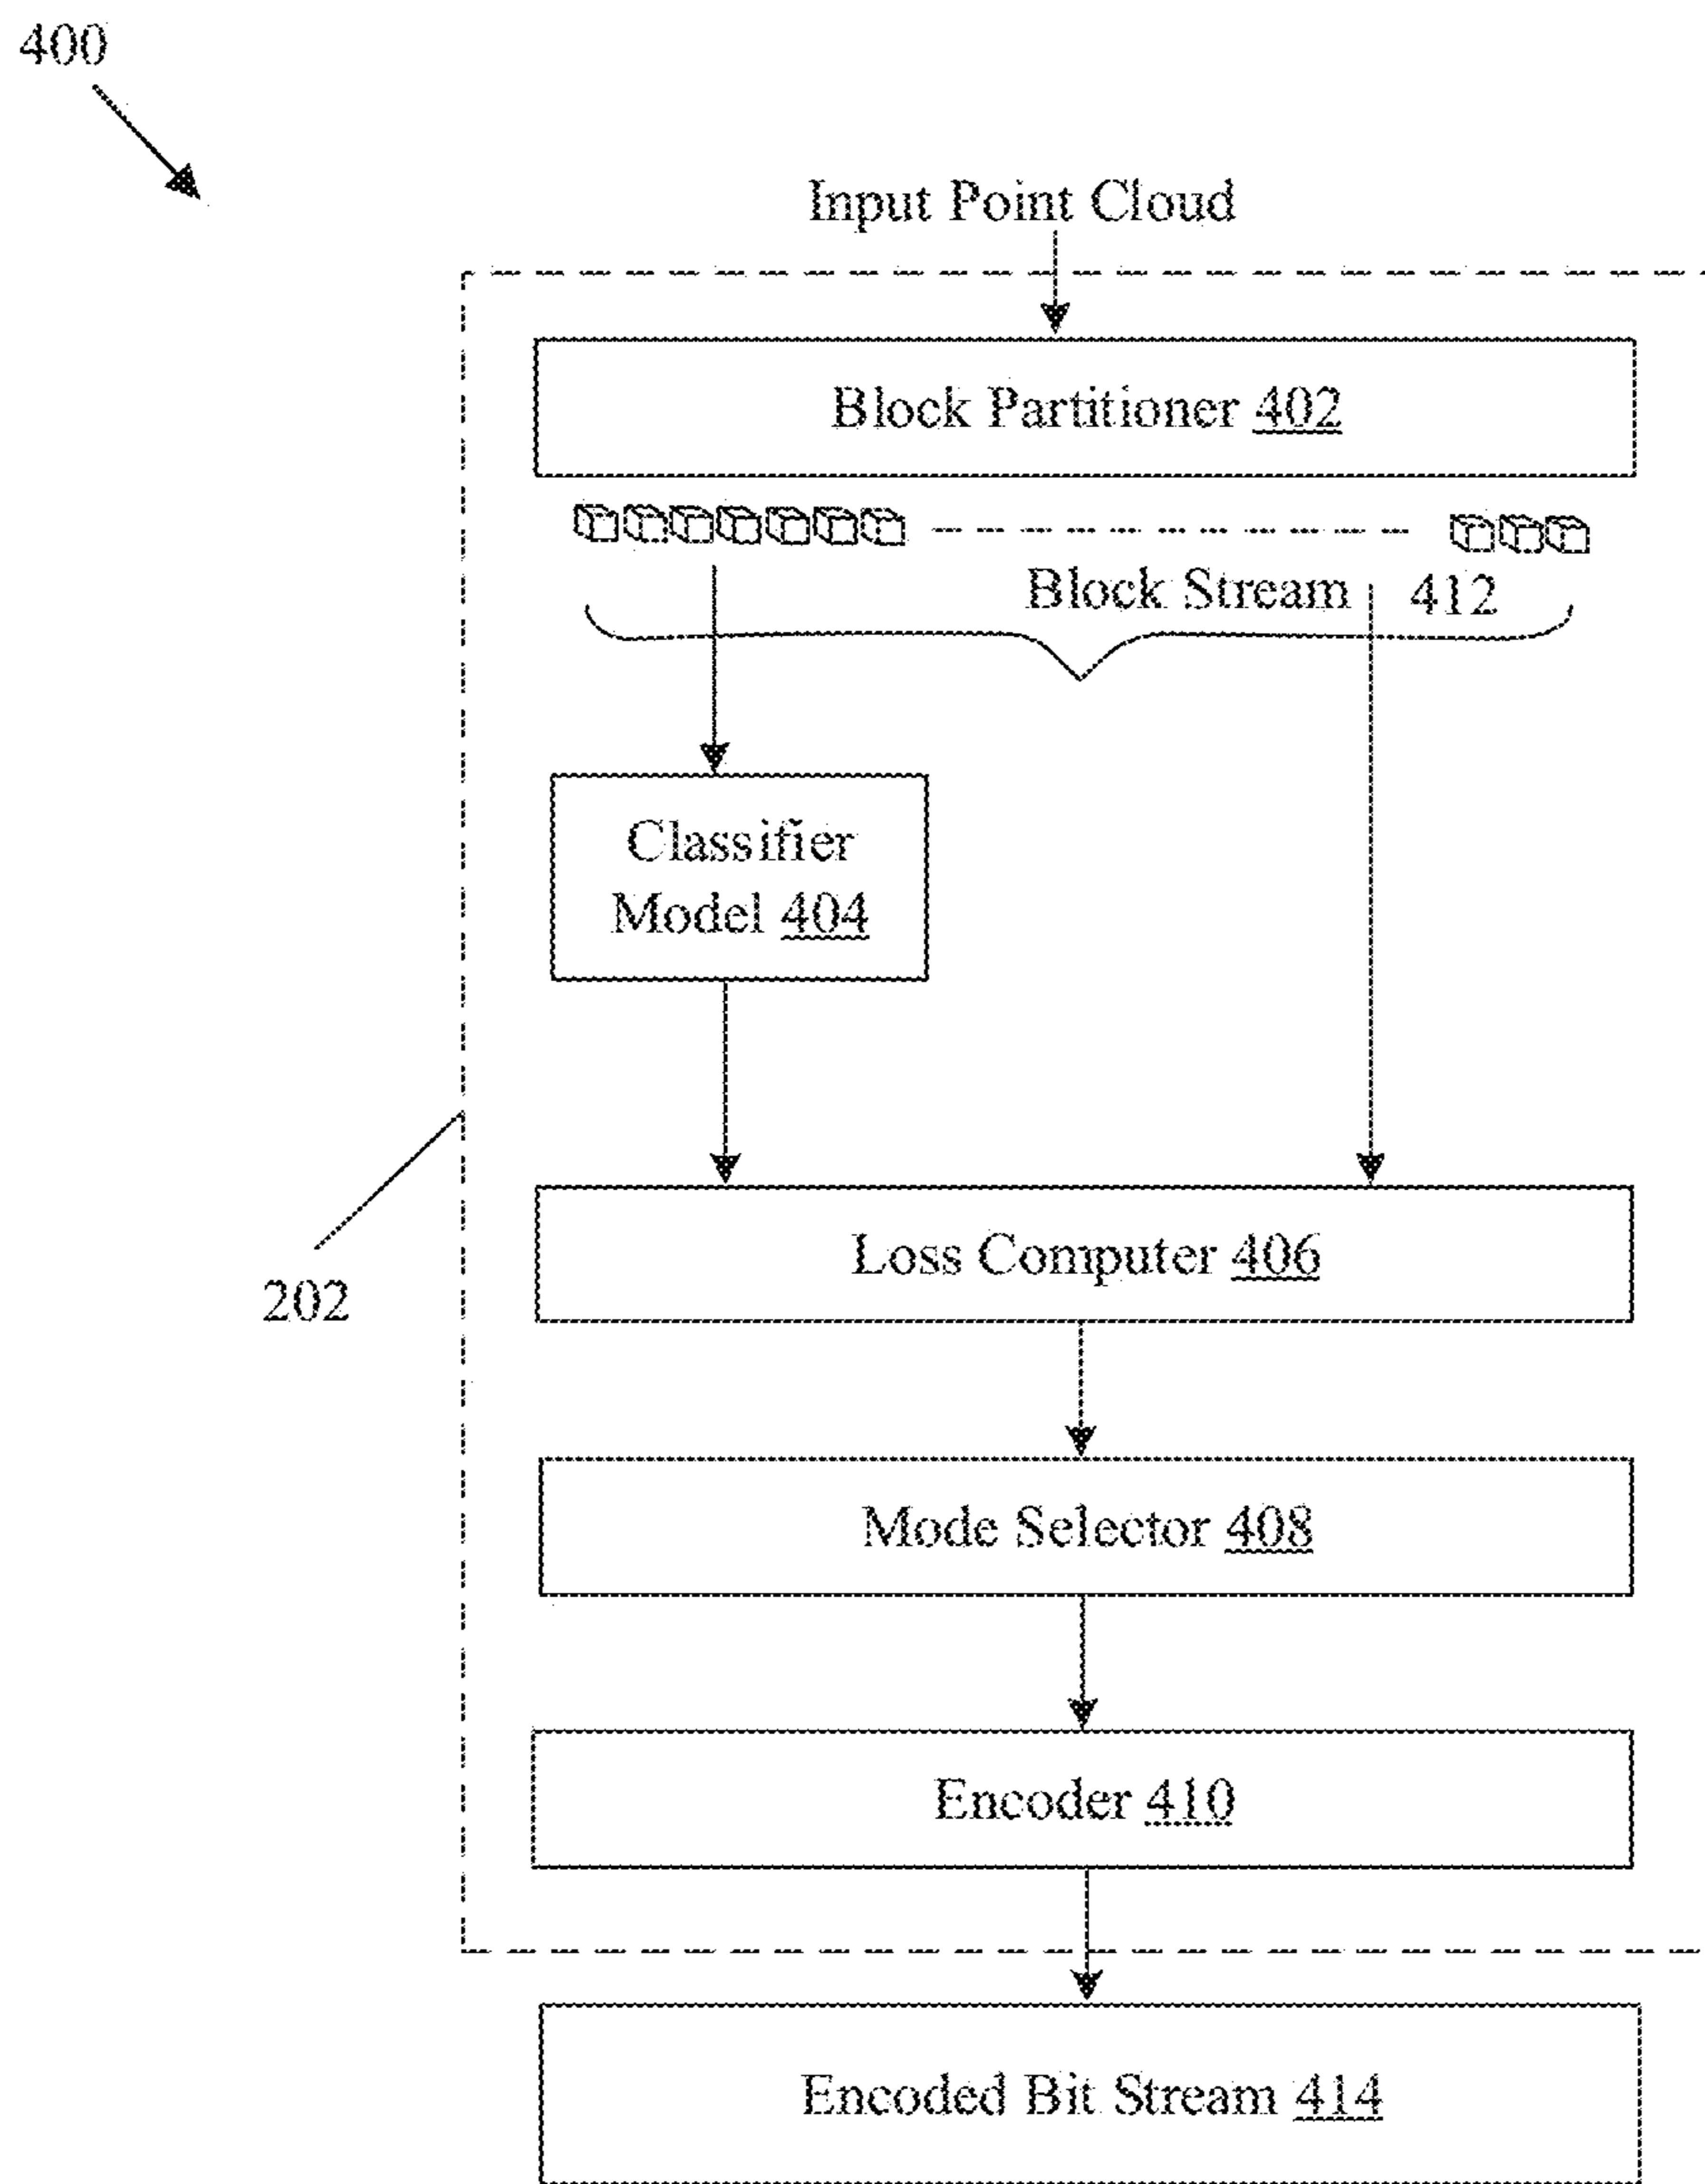 400
Input Point Cloud
Block Partitioner 402
Block Stream 412
Classifier
Model 404
Loss Computer 406
202
Mode Selector 408
Encoder 410
Encoded Bit Stream 414